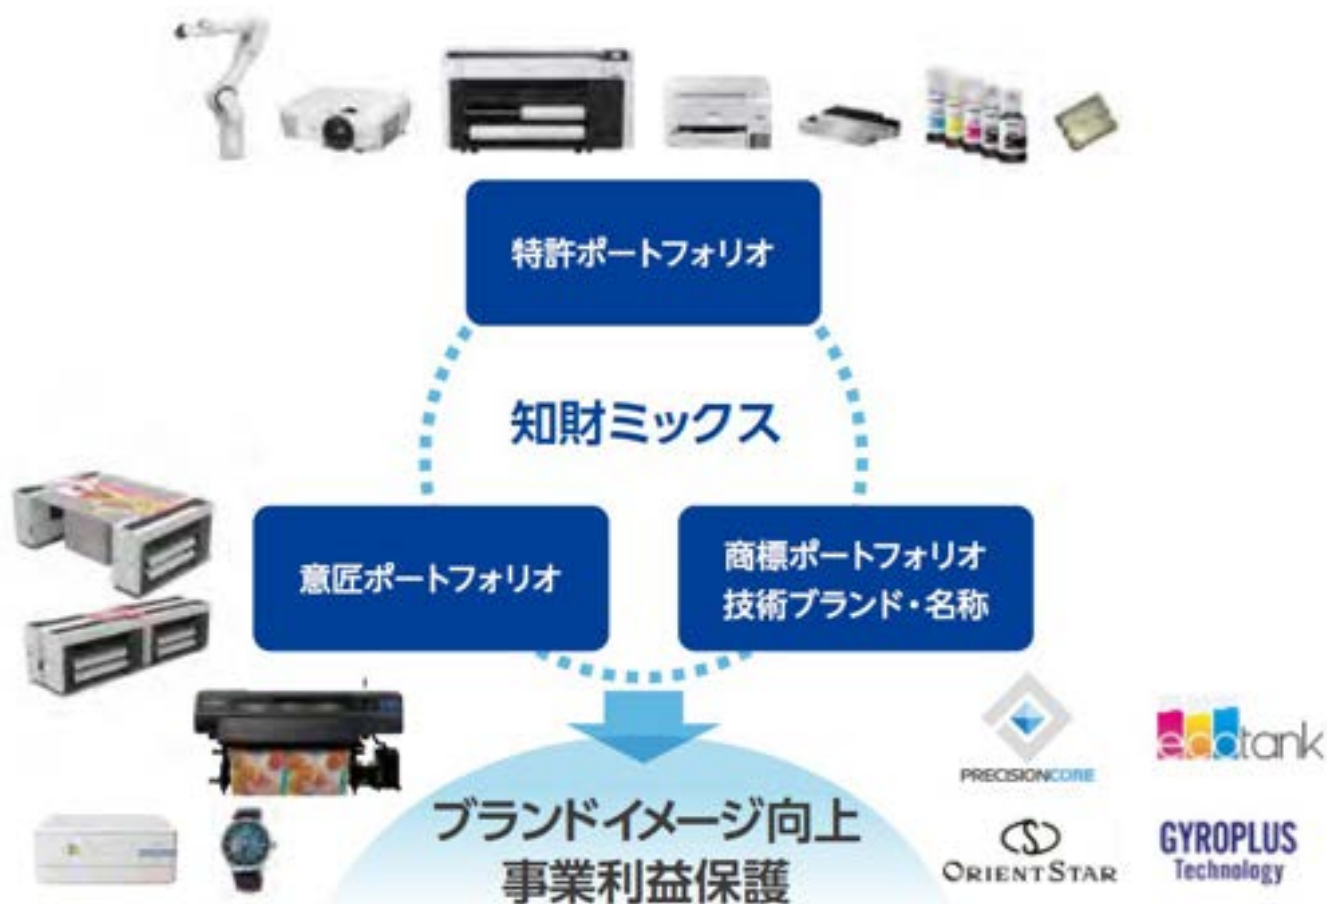 特許ポートフォリオ
知財ミックス
意匠ポートフォリオ
商標ポートフォリオ
技術ブランド・名称
PRECISIONCORE
ecotank
ブランドイメージ向上
事業利益保護
ORIENT STAR
GYROPLUS
Technology